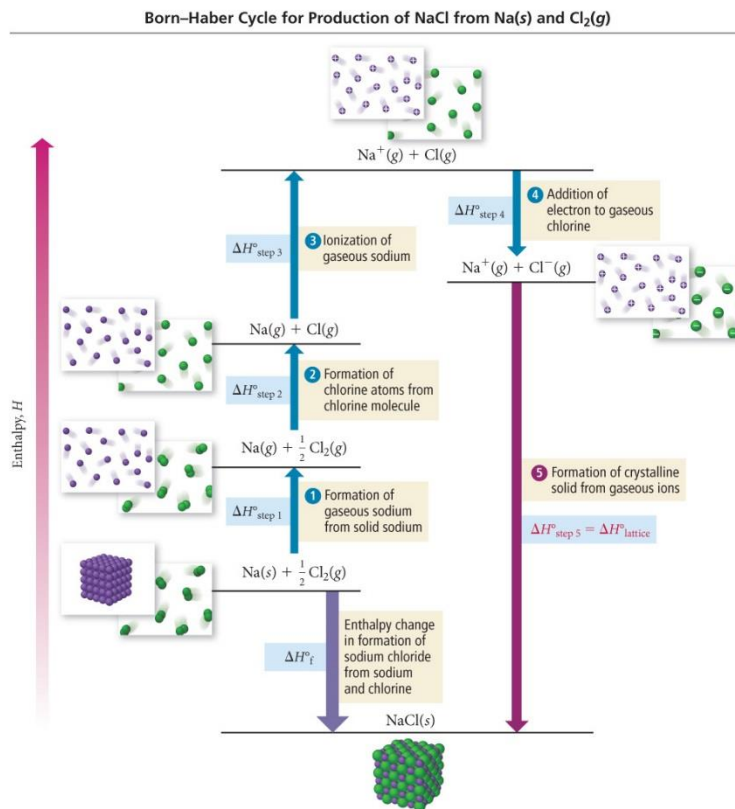 Born–Haber Cycle for Production of NaCl from Na(s) and Cl₂(g)
Na⁺(g) + Cl(g)
ΔH°step 3
3 Ionization of
gaseous sodium
ΔH°step 4
4 Addition of
electron to gaseous
chlorine
Na⁺(g) + Cl⁻(g)
Na(g) + Cl(g)
ΔH°step 2
2 Formation of
chlorine atoms from
chlorine molecule
Na(g) + 1/2 Cl₂(g)
ΔH°step 1
1 Formation of
gaseous sodium
from solid sodium
5 Formation of crystalline
solid from gaseous ions
ΔH°step 5 = ΔH°lattice
Na(s) + 1/2 Cl₂(g)
ΔH°f
Enthalpy change
in formation of
sodium chloride
from sodium
and chlorine
NaCl(s)
Enthalpy, H